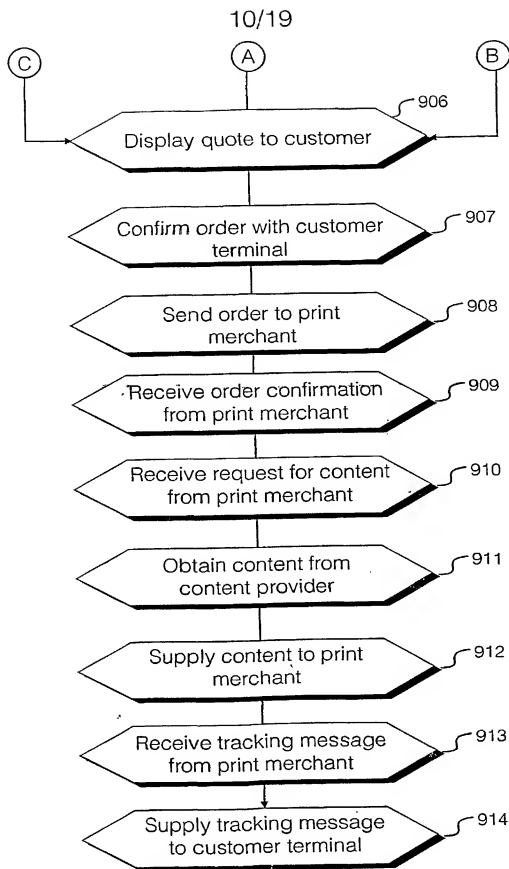 10/19
C
A
B
906
Display quote to customer
907
Confirm order with customer
terminal
908
Send order to print
merchant
909
Receive order confirmation
from print merchant
910
Receive request for content
from print merchant
911
Obtain content from
content provider
912
Supply content to print
merchant
913
Receive tracking message
from print merchant
914
Supply tracking message
to customer terminal